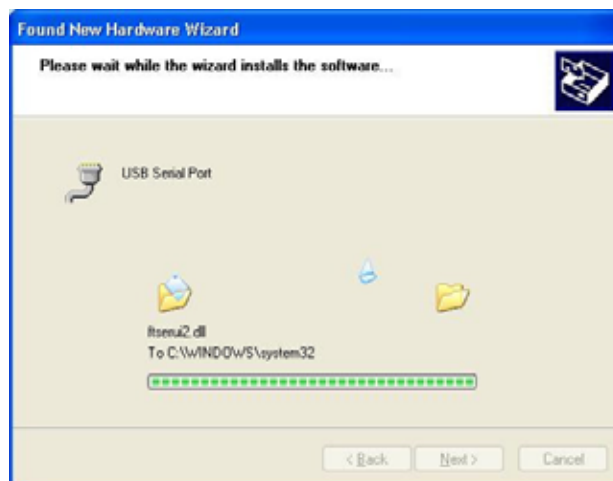 Found New Hardware Wizard
Please wait while the wizard installs the software...
USB Serial Port
ftserui2.dll
To C:\WINDOWS\system32
< Back
Next >
Cancel